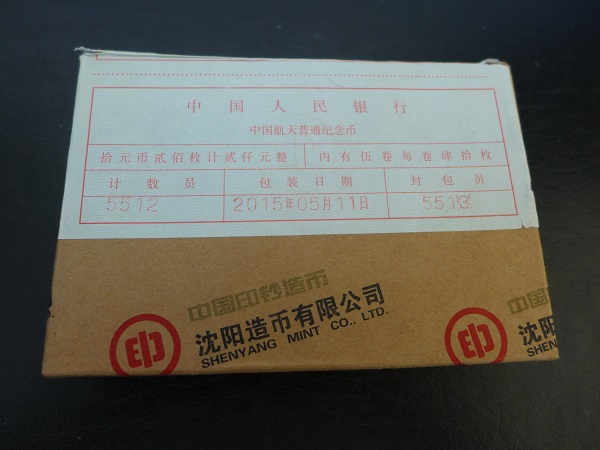 中国人民银行
中国航天普通纪念币
拾元币贰佰枚计贰仟元整 内有伍卷每卷肆拾枚
计数员 包装日期 封包员
5512 2015年05月11日 5513
中国印钞造币 中国印
沈阳造币有限公司 沈阳
SHENYANG MINT CO., LTD. SHENY